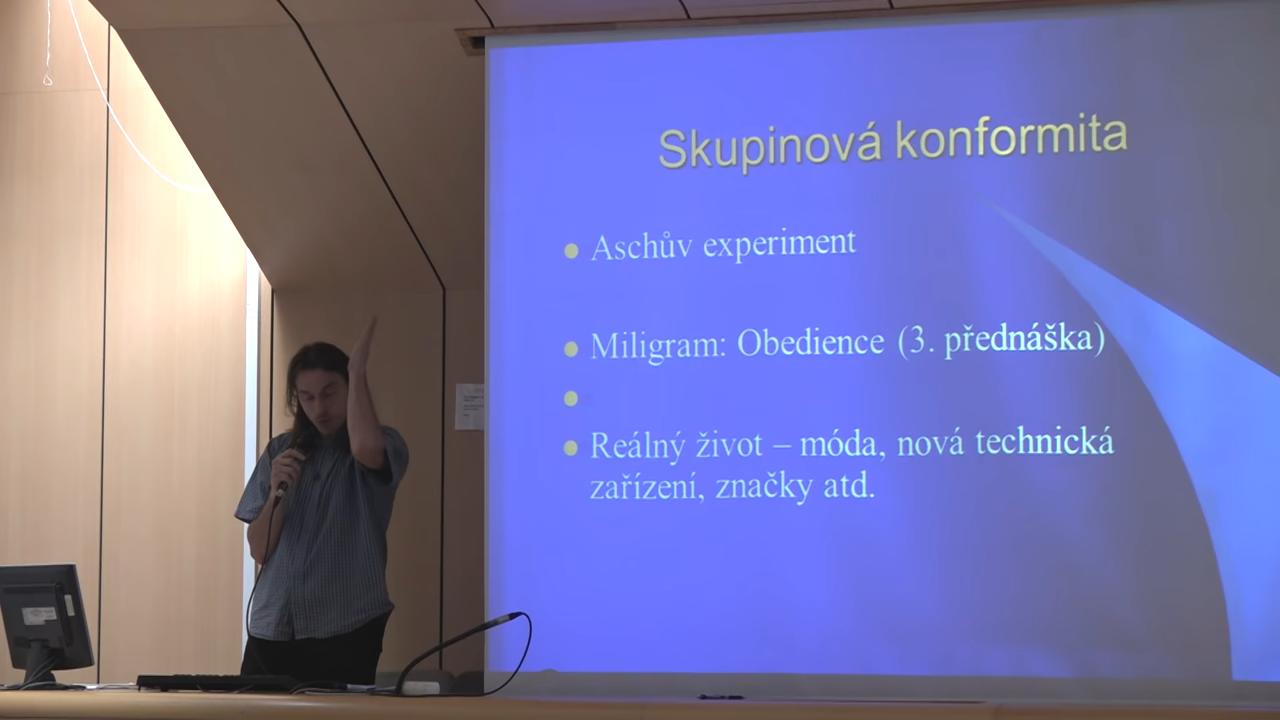 Skupinová konformita
Aschův experiment
Miligram: Obedience (3. přednáška)
Reálný život – móda, nová technická
zařízení, značky atd.